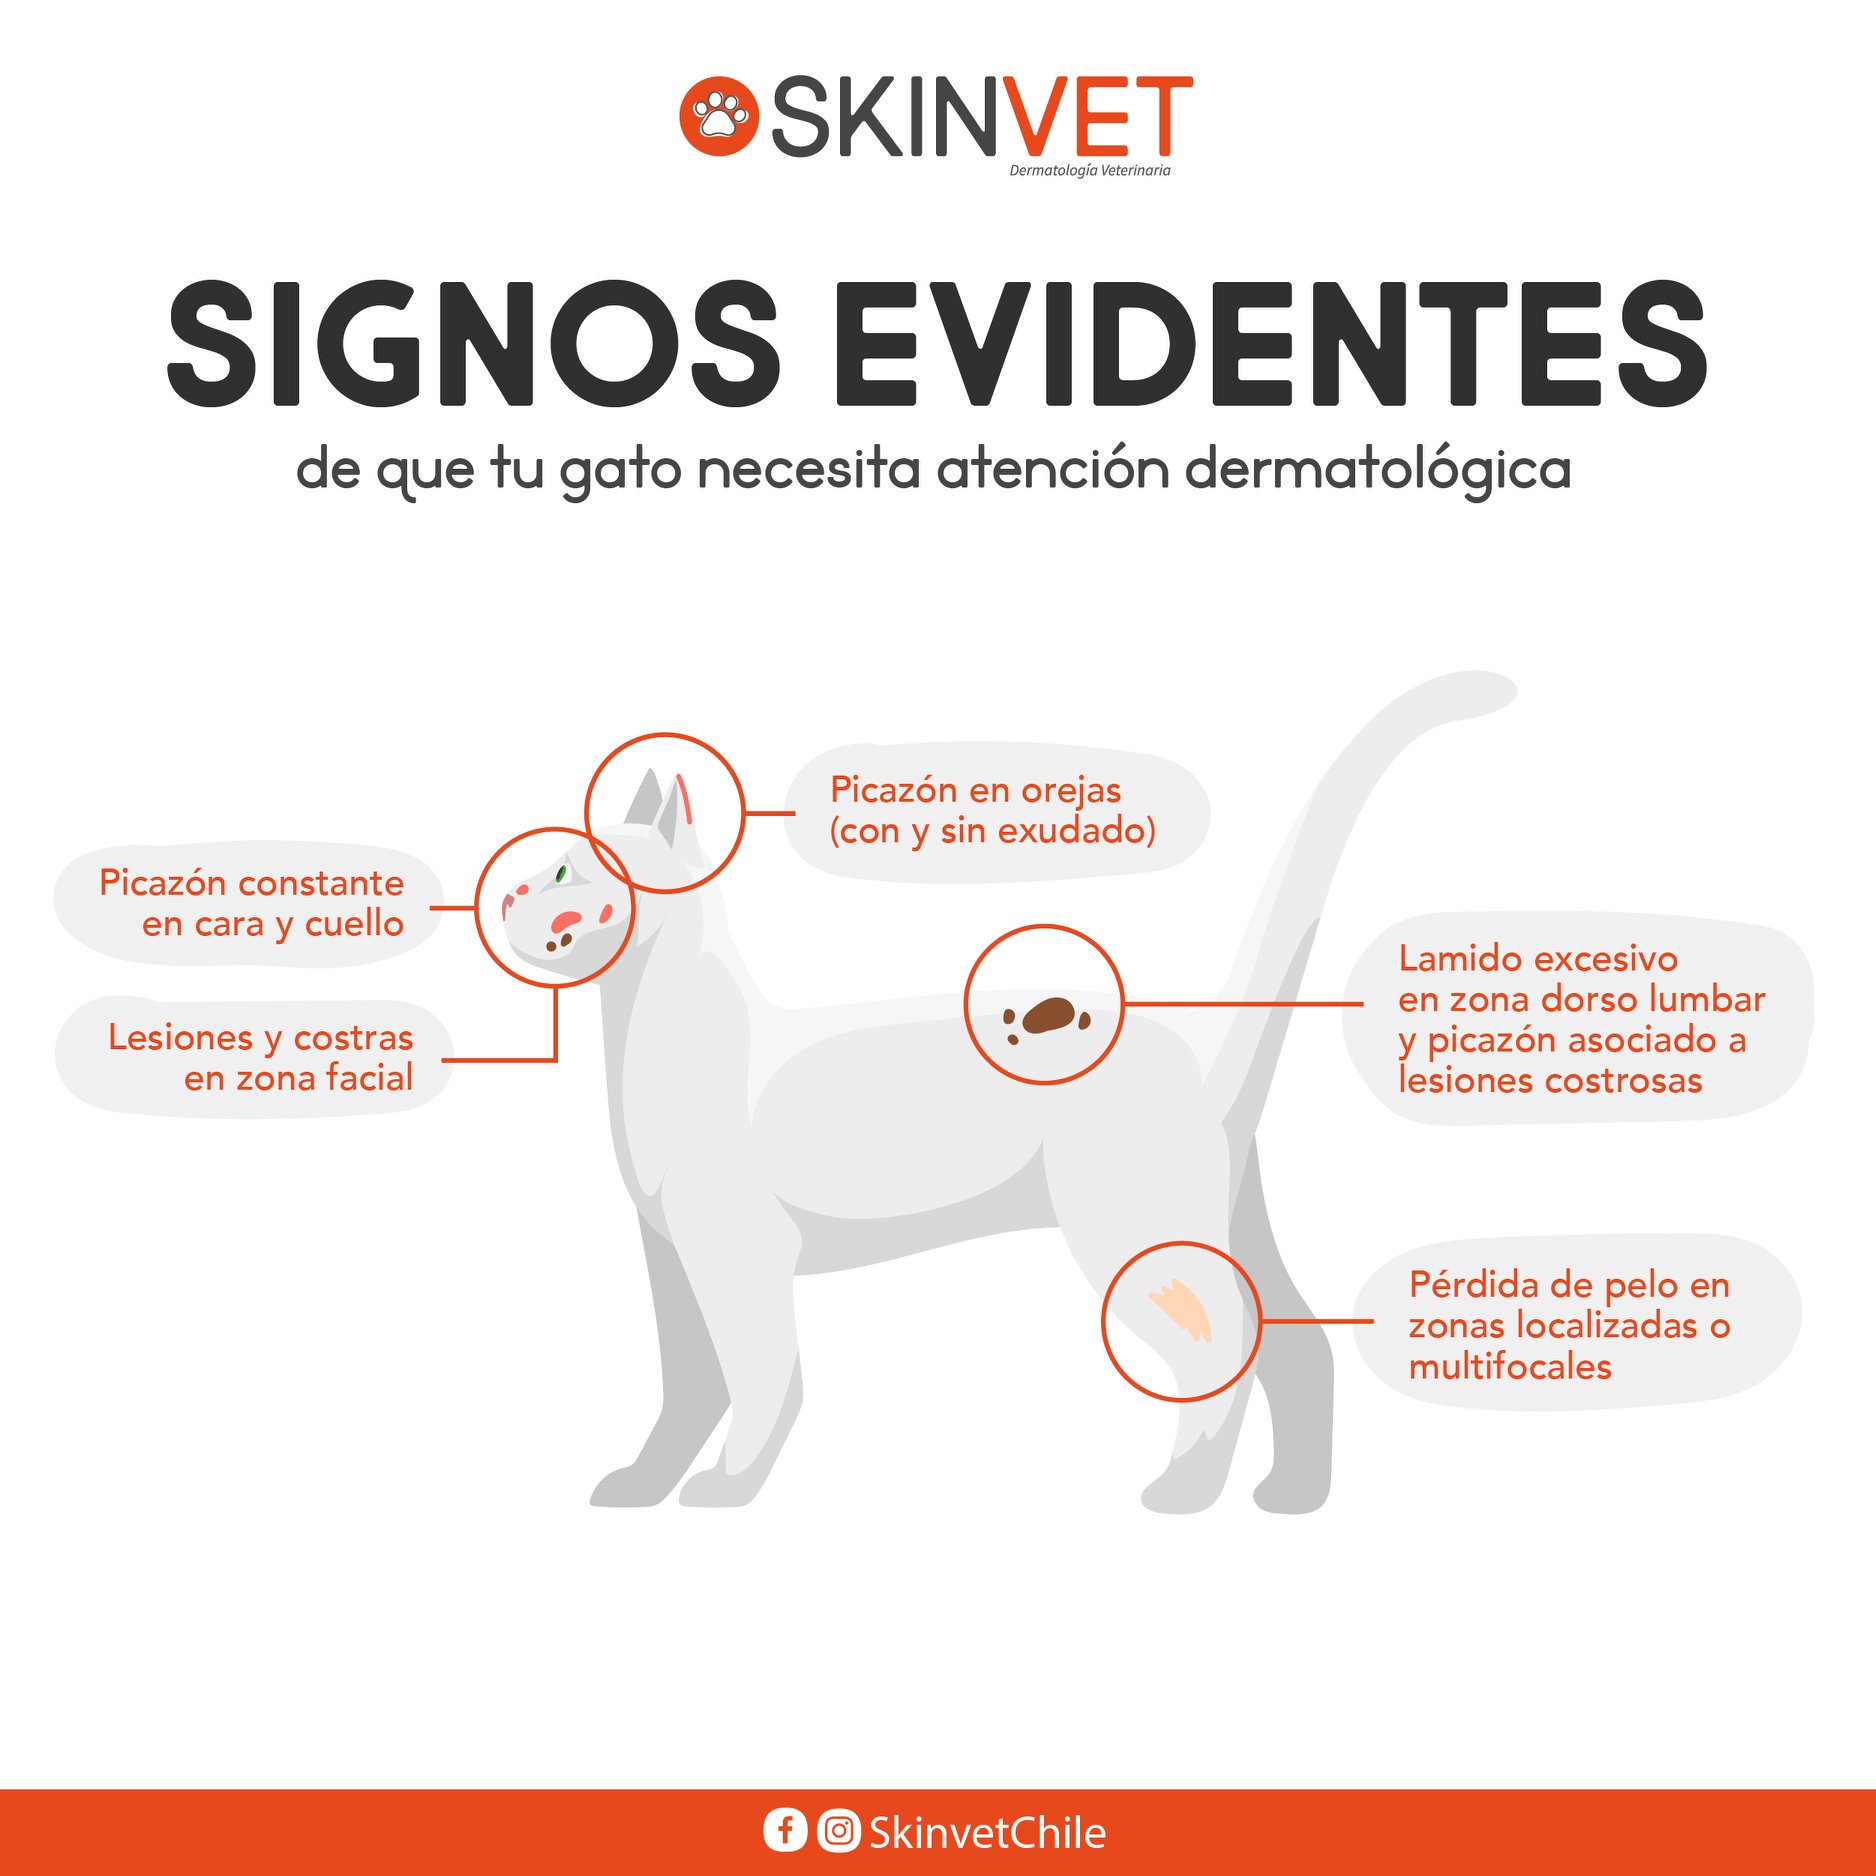 SKINVET
Dermatología Veterinaria
SIGNOS EVIDENTES
de que tu gato necesita atención dermatológica
Picazón en orejas
(con y sin exudado)
Picazón constante
en cara y cuello
Lesiones y costras
en zona facial
Lamido excesivo
en zona dorso lumbar
y picazón asociado a
lesiones costrosas
Pérdida de pelo en
zonas localizadas o
multifocales
SkinvetChile